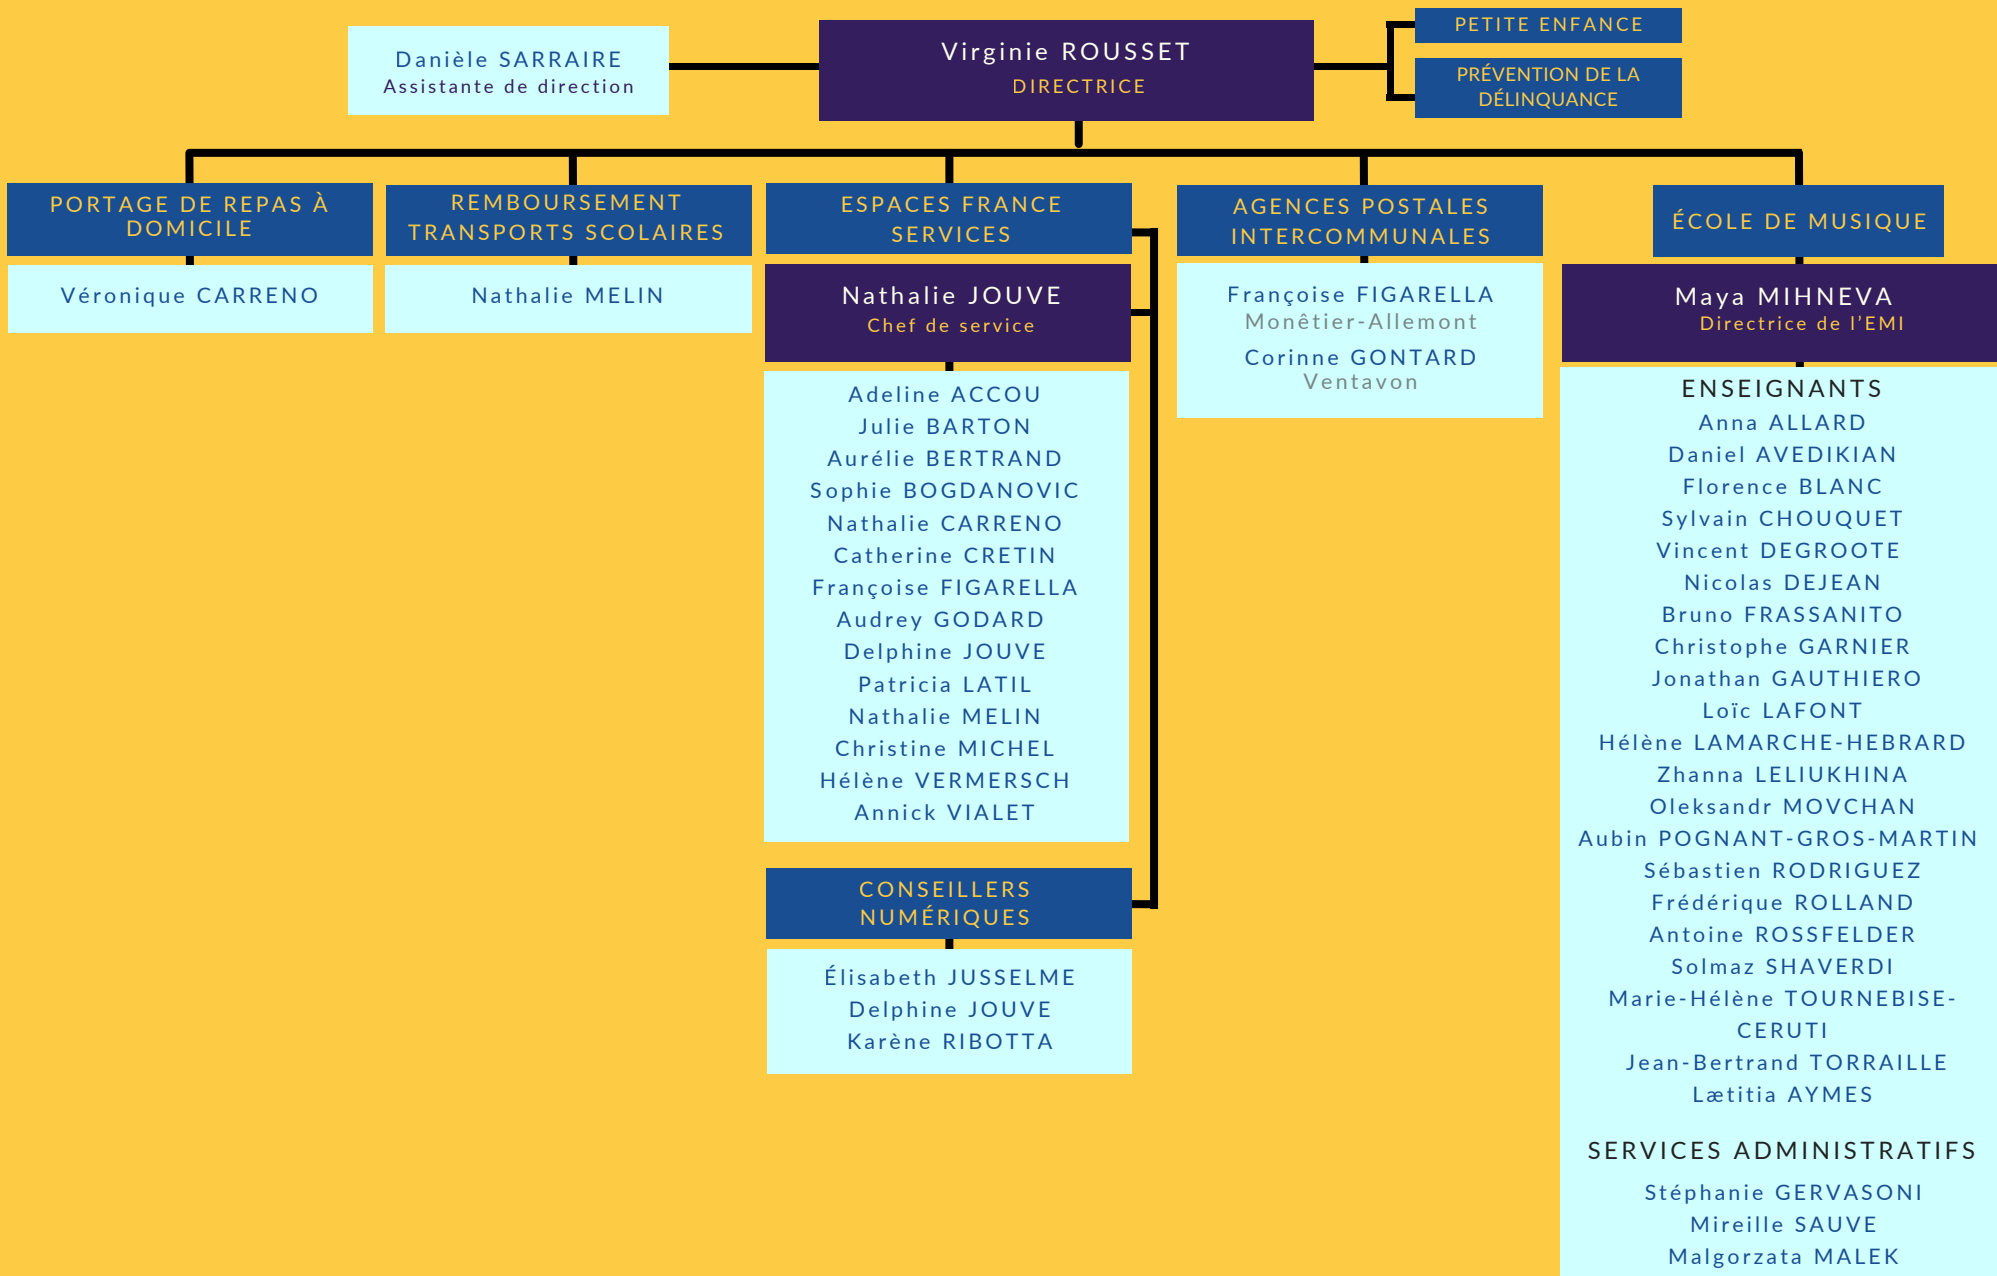 Danièle SARRAIRE
Assistante de direction
Virginie ROUSSET
DIRECTRICE
PETITE ENFANCE
PRÉVENTION DE LA
DÉLINQUANCE
PORTAGE DE REPAS À
DOMICILE
Véronique CARRENO
REMBOURSEMENT
TRANSPORTS SCOLAIRES
Nathalie MELIN
ESPACES FRANCE
SERVICES
Nathalie JOUVE
Chef de service
Adeline ACCOU
Julie BARTON
Aurélie BERTRAND
Sophie BOGDANOVIC
Nathalie CARRENO
Catherine CRETIN
Françoise FIGARELLA
Audrey GODARD
Delphine JOUVE
Patricia LATIL
Nathalie MELIN
Christine MICHEL
Hélène VERMERSCH
Annick VIALET
CONSEILLERS
NUMÉRIQUES
Élisabeth JUSSELME
Delphine JOUVE
Karène RIBOTTA
AGENCES POSTALES
INTERCOMMUNALES
Françoise FIGARELLA
Monêtier-Allemont
Corinne GONTARD
Ventavon
ÉCOLE DE MUSIQUE
Maya MIHNEVA
Directrice de l'EMI
ENSEIGNANTS
Anna ALLARD
Daniel AVEDIKIAN
Florence BLANC
Sylvain CHOUQUET
Vincent DEGROOTE
Nicolas DEJEAN
Bruno FRASSANITO
Christophe GARNIER
Jonathan GAUTHIERO
Loïc LAFONT
Hélène LAMARCHE-HEBRARD
Zhanna LELIUKHINA
Oleksandr MOVCHAN
Aubin POGNANT-GROS-MARTIN
Sébastien RODRIGUEZ
Frédérique ROLLAND
Antoine ROSSFELDER
Solmaz SHAVERDI
Marie-Hélène TOURNEBISE-
CERUTI
Jean-Bertrand TORRAILLE
Lætitia AYMES
SERVICES ADMINISTRATIFS
Stéphanie GERVASONI
Mireille SAUVE
Malgorzata MALEK